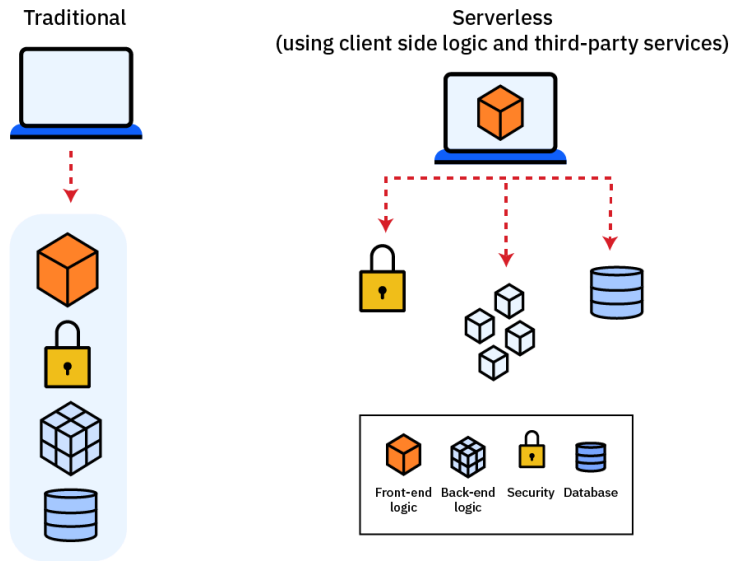 Traditional
Serverless
(using client side logic and third-party services)
Front-end
logic
Back-end
logic
Security
Database